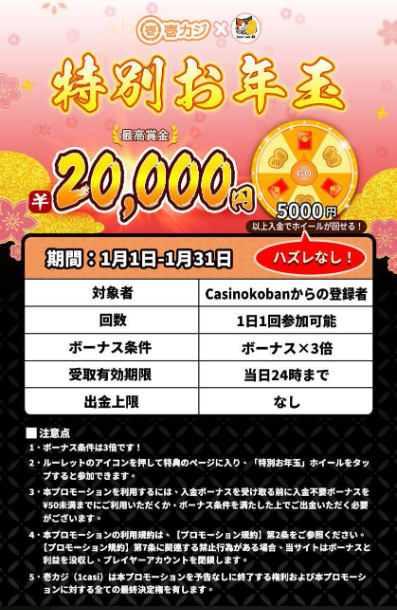 壱カジ ×
特別お年玉
最高賞金
¥20,000円
GO
5000円
以上入金でホイールが回せる！
期間：1月1日-1月31日
ハズレなし！
対象者 Casinokobanからの登録者
回数 1日1回参加可能
ボーナス条件 ボーナス×3倍
受取有効期限 当日24時まで
出金上限 なし
■注意点
1・ボーナス条件は3倍です！
2・ルーレットのアイコンを押して特典のページに入り、「特別お年玉」ホイールをタッ
プすると参加できます。
3・本プロモーションを利用するには、入金ボーナスを受け取る前に入金不要ボーナスを
¥50未満までにご利用いただくか、ボーナス条件を満たした上でご出金いただく必要
がございます。
4・本プロモーションの利用規約は、【プロモーション規約】第2条をご参照ください。
【プロモーション規約】第7条に関連する禁止行為がある場合、当サイトはボーナスと
利益を没収し、プレイヤーアカウントを閉鎖します。
5・壱カジ（1casi）は本プロモーションを予告なしに終了する権利および本プロモーシ
ョンに対する全ての最終決定権を有します。